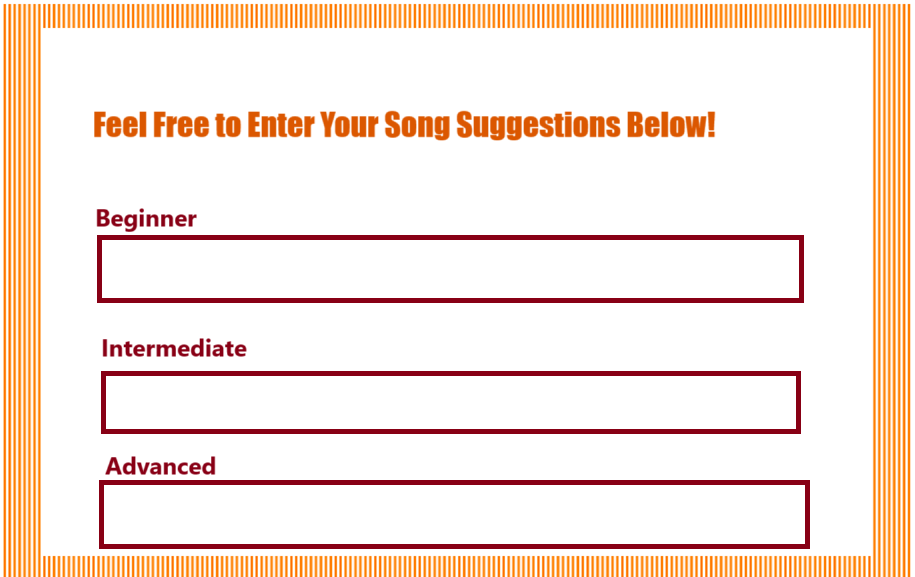 Feel Free to Enter Your Song Suggestions Below!
Beginner
Intermediate
Advanced